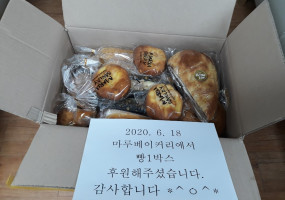 2020. 6. 18
마루베이커리에서
빵1박스
후원해주셨습니다.
감사합니다 *^ㅇ^*